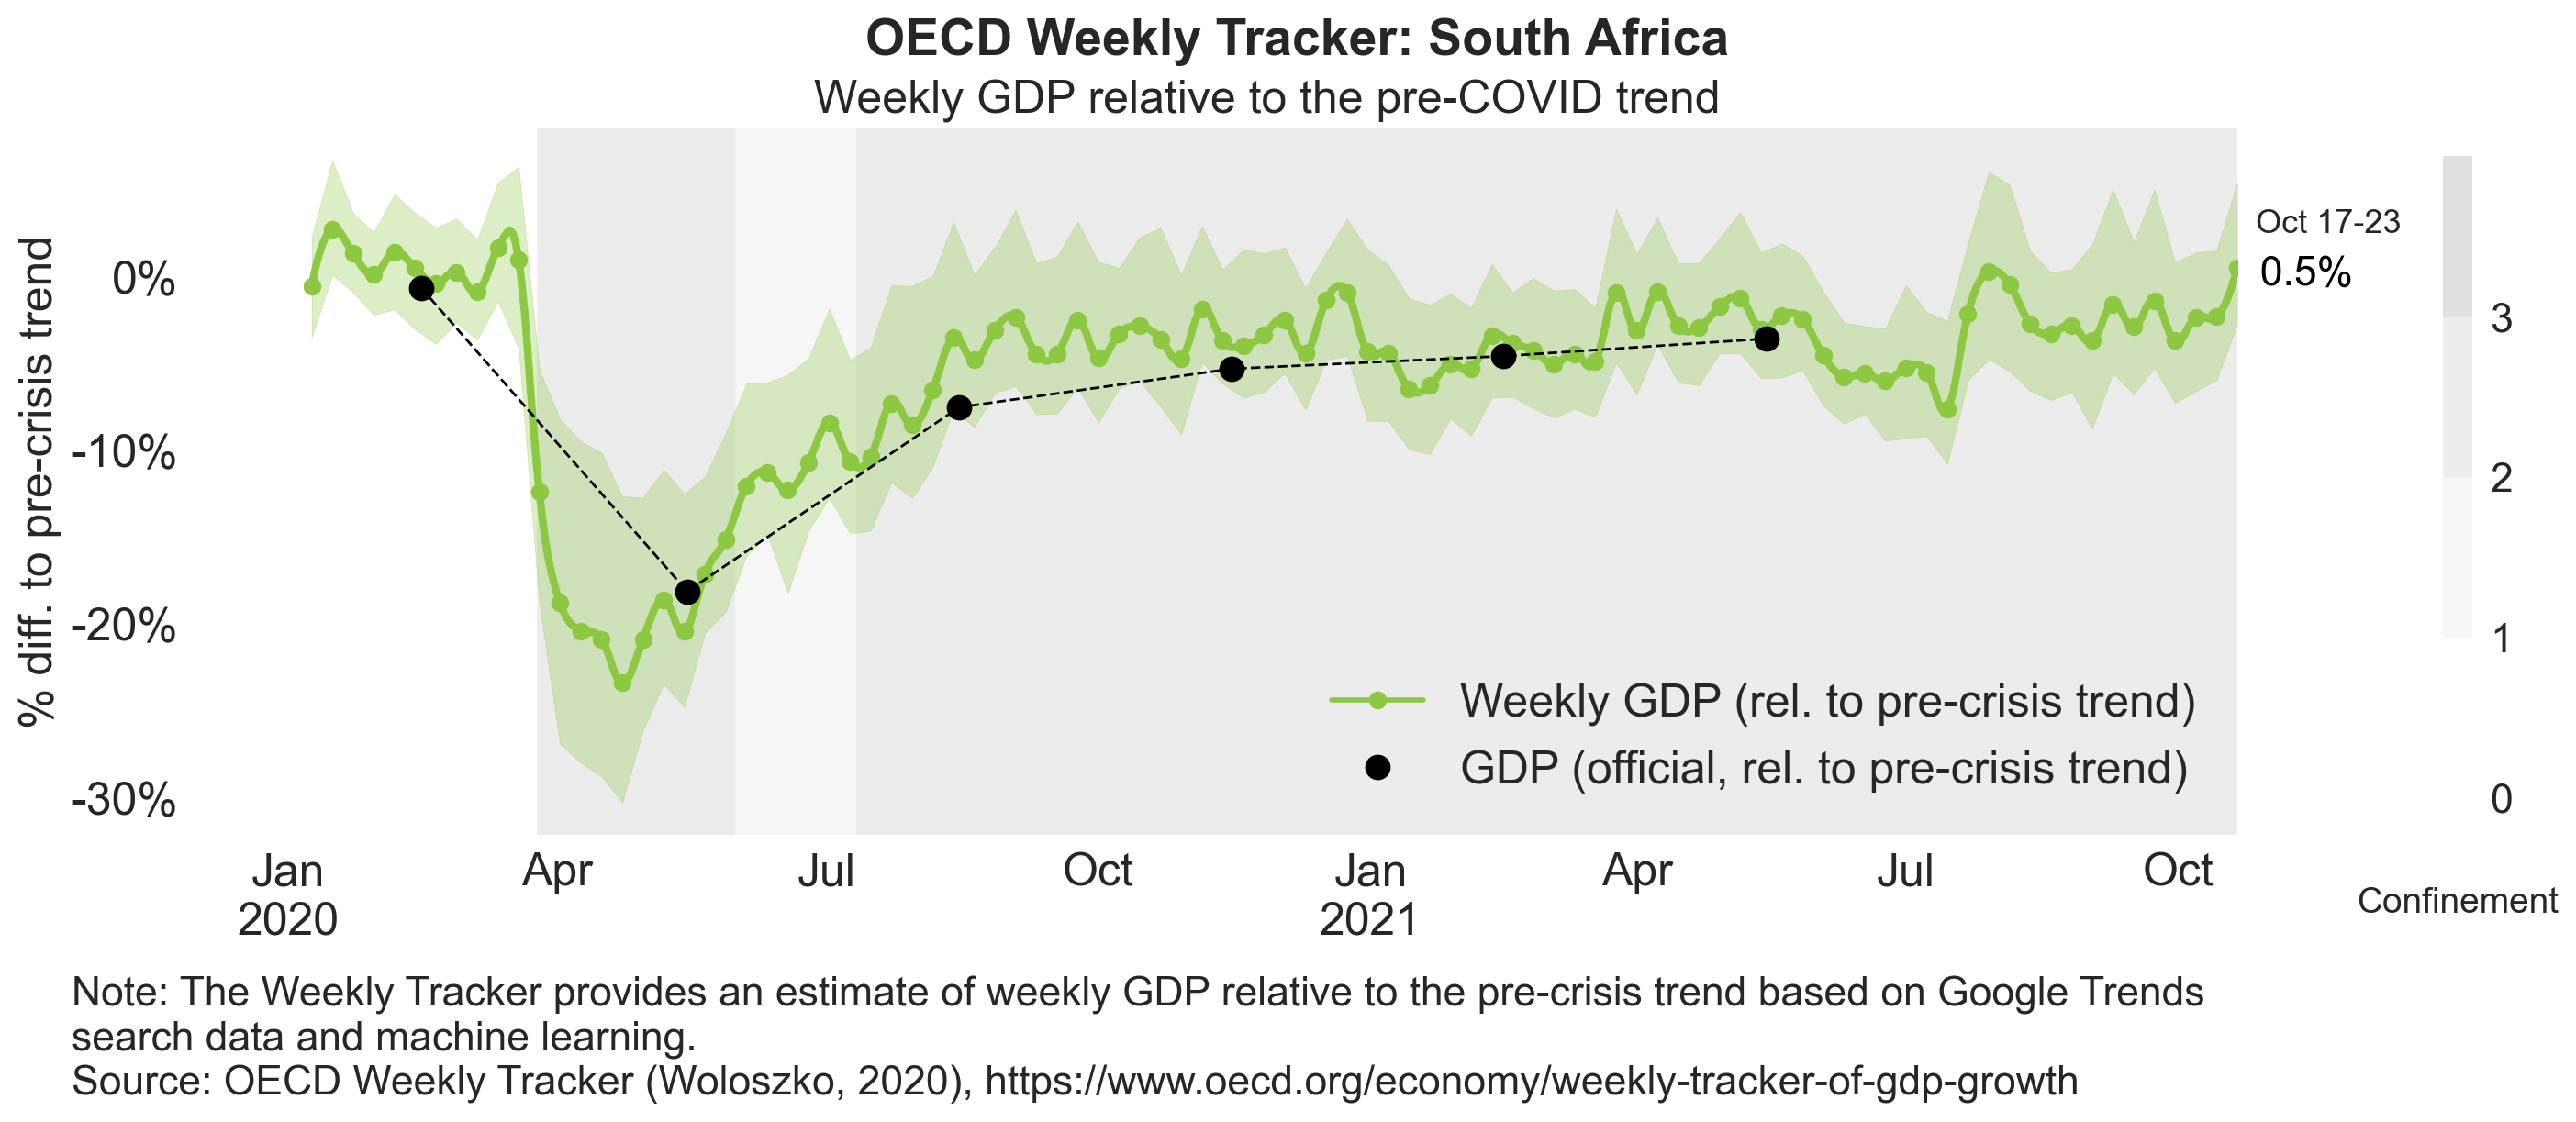 OECD Weekly Tracker: South Africa
Weekly GDP relative to the pre-COVID trend
% diff. to pre-crisis trend
0%
-10%
-20%
-30%
Oct 17-23
0.5%
3
2
1
0
Confinement
Weekly GDP (rel. to pre-crisis trend)
GDP (official, rel. to pre-crisis trend)
Jan Apr Jul Oct Jan Apr Jul Oct
2020 2021
Note: The Weekly Tracker provides an estimate of weekly GDP relative to the pre-crisis trend based on Google Trends
search data and machine learning.
Source: OECD Weekly Tracker (Woloszko, 2020), https://www.oecd.org/economy/weekly-tracker-of-gdp-growth